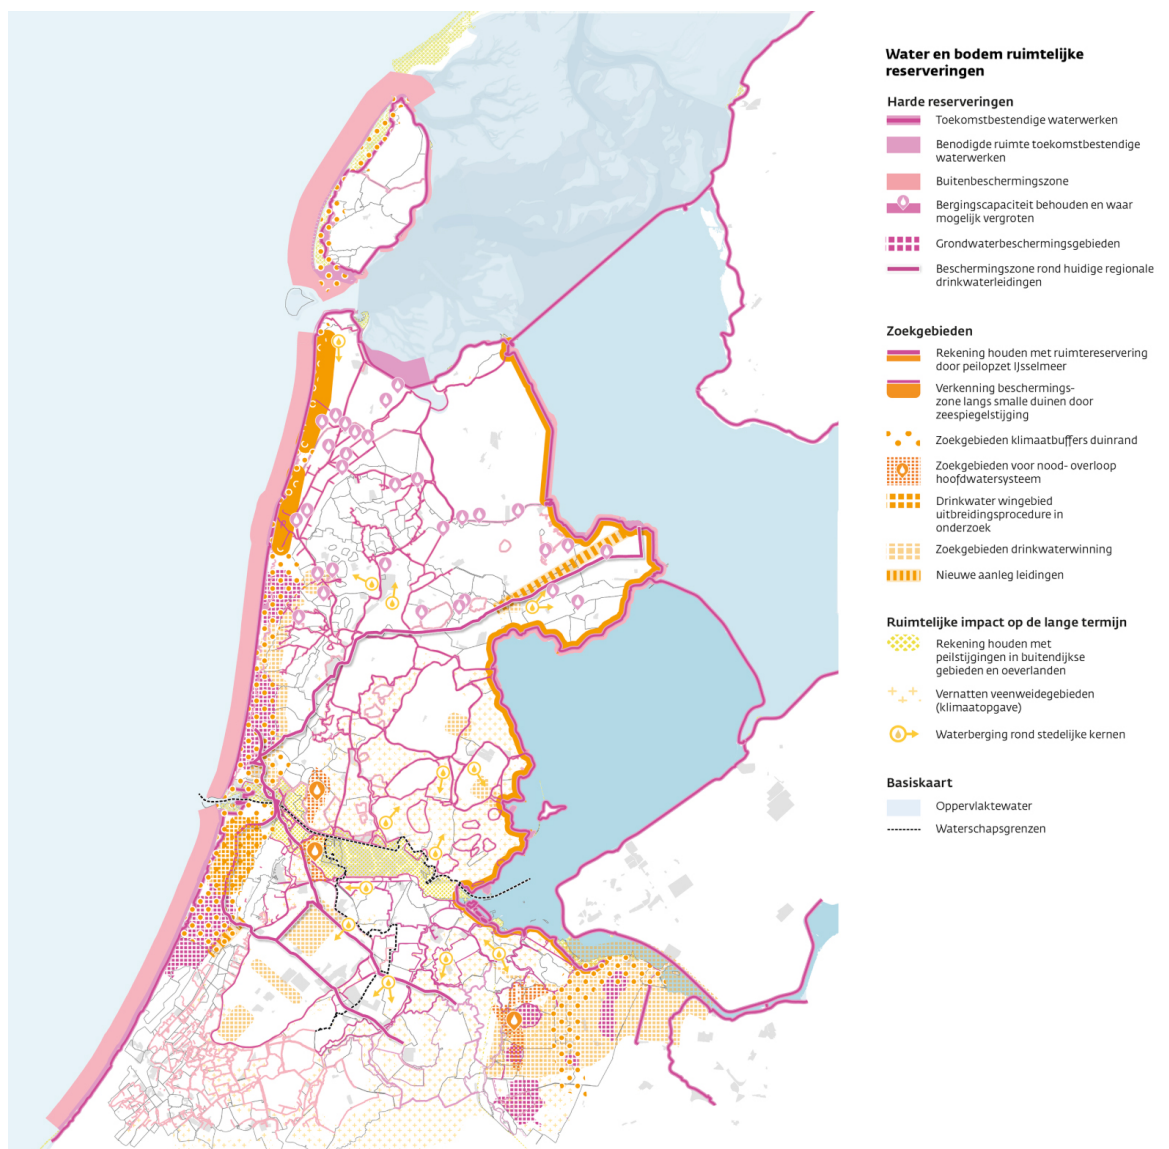 Water en bodem ruimtelijke
reserveringen
Harde reserveringen
Toekomstbestendige waterwerken
Benodigde ruimte toekomstbestendige
waterwerken
Buitenbeschermingszone
Bergingscapaciteit behouden en waar
mogelijk vergroten
Grondwaterbeschermingsgebieden
Beschermingszone rond huidige regionale
drinkwaterleidingen
Zoekgebieden
Rekening houden met ruimtereservering
door peilopzet IJsselmeer
Verkenning beschermings-
zone langs smalle duinen door
zeespiegelstijging
Zoekgebieden klimaatbuffers duinrand
Zoekgebieden voor nood- overloop
hoofdwatersysteem
Drinkwater wingebied
uitbreidingsprocedure in
onderzoek
Zoekgebieden drinkwaterwinning
Nieuwe aanleg leidingen
Ruimtelijke impact op de lange termijn
Rekening houden met
peilstijgingen in buitendijkse
gebieden en oeverlanden
Vernatten veenweidegebieden
(klimaatopgave)
Waterberging rond stedelijke kernen
Basiskaart
Oppervlaktewater
Waterschapsgrenzen